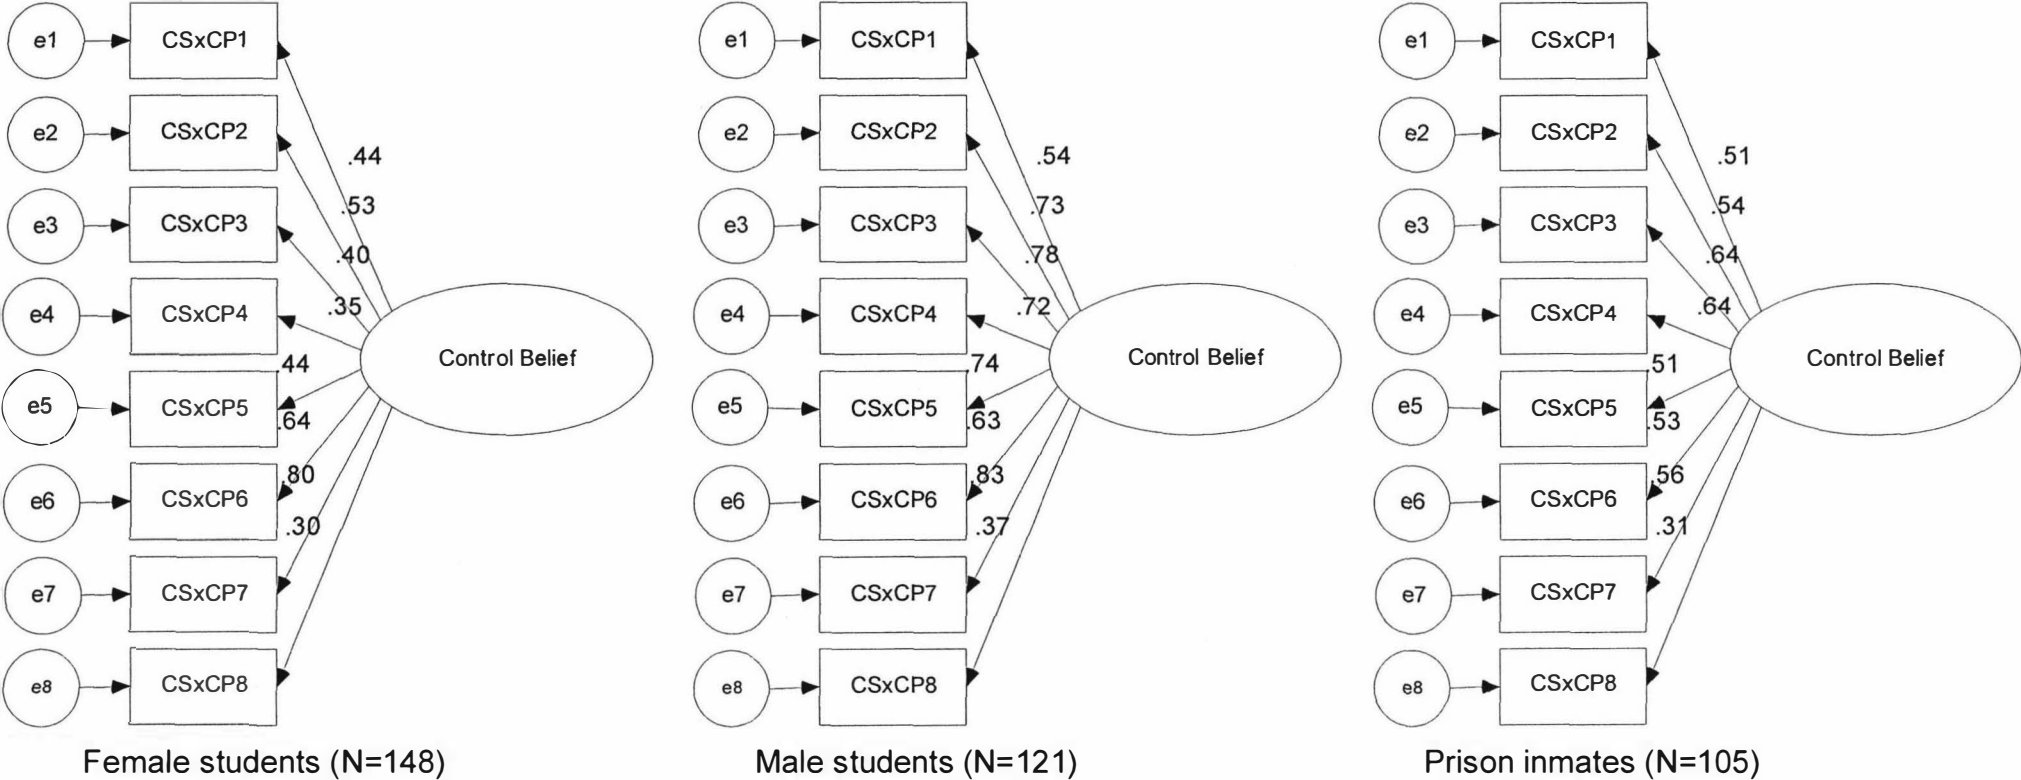 e1 CSxCP1
e2 CSxCP2
.44
e3 CSxCP3
.53
.40
e4 CSxCP4
.35
Control Belief
.44
e5 CSxCP5
.64
e6 CSxCP6
.80
.30
e7 CSxCP7
e8 CSxCP8
Female students (N=148)
e1 CSxCP1
e2 CSxCP2
.54
e3 CSxCP3
.73
.78
e4 CSxCP4
.72
Control Belief
.74
e5 CSxCP5
.63
e6 CSxCP6
.83
.37
e7 CSxCP7
e8 CSxCP8
Male students (N=121)
e1 CSxCP1
e2 CSxCP2
.51
e3 CSxCP3
.54
.64
e4 CSxCP4
.64
Control Belief
.51
e5 CSxCP5
.53
e6 CSxCP6
.56
.31
e7 CSxCP7
e8 CSxCP8
Prison inmates (N=105)